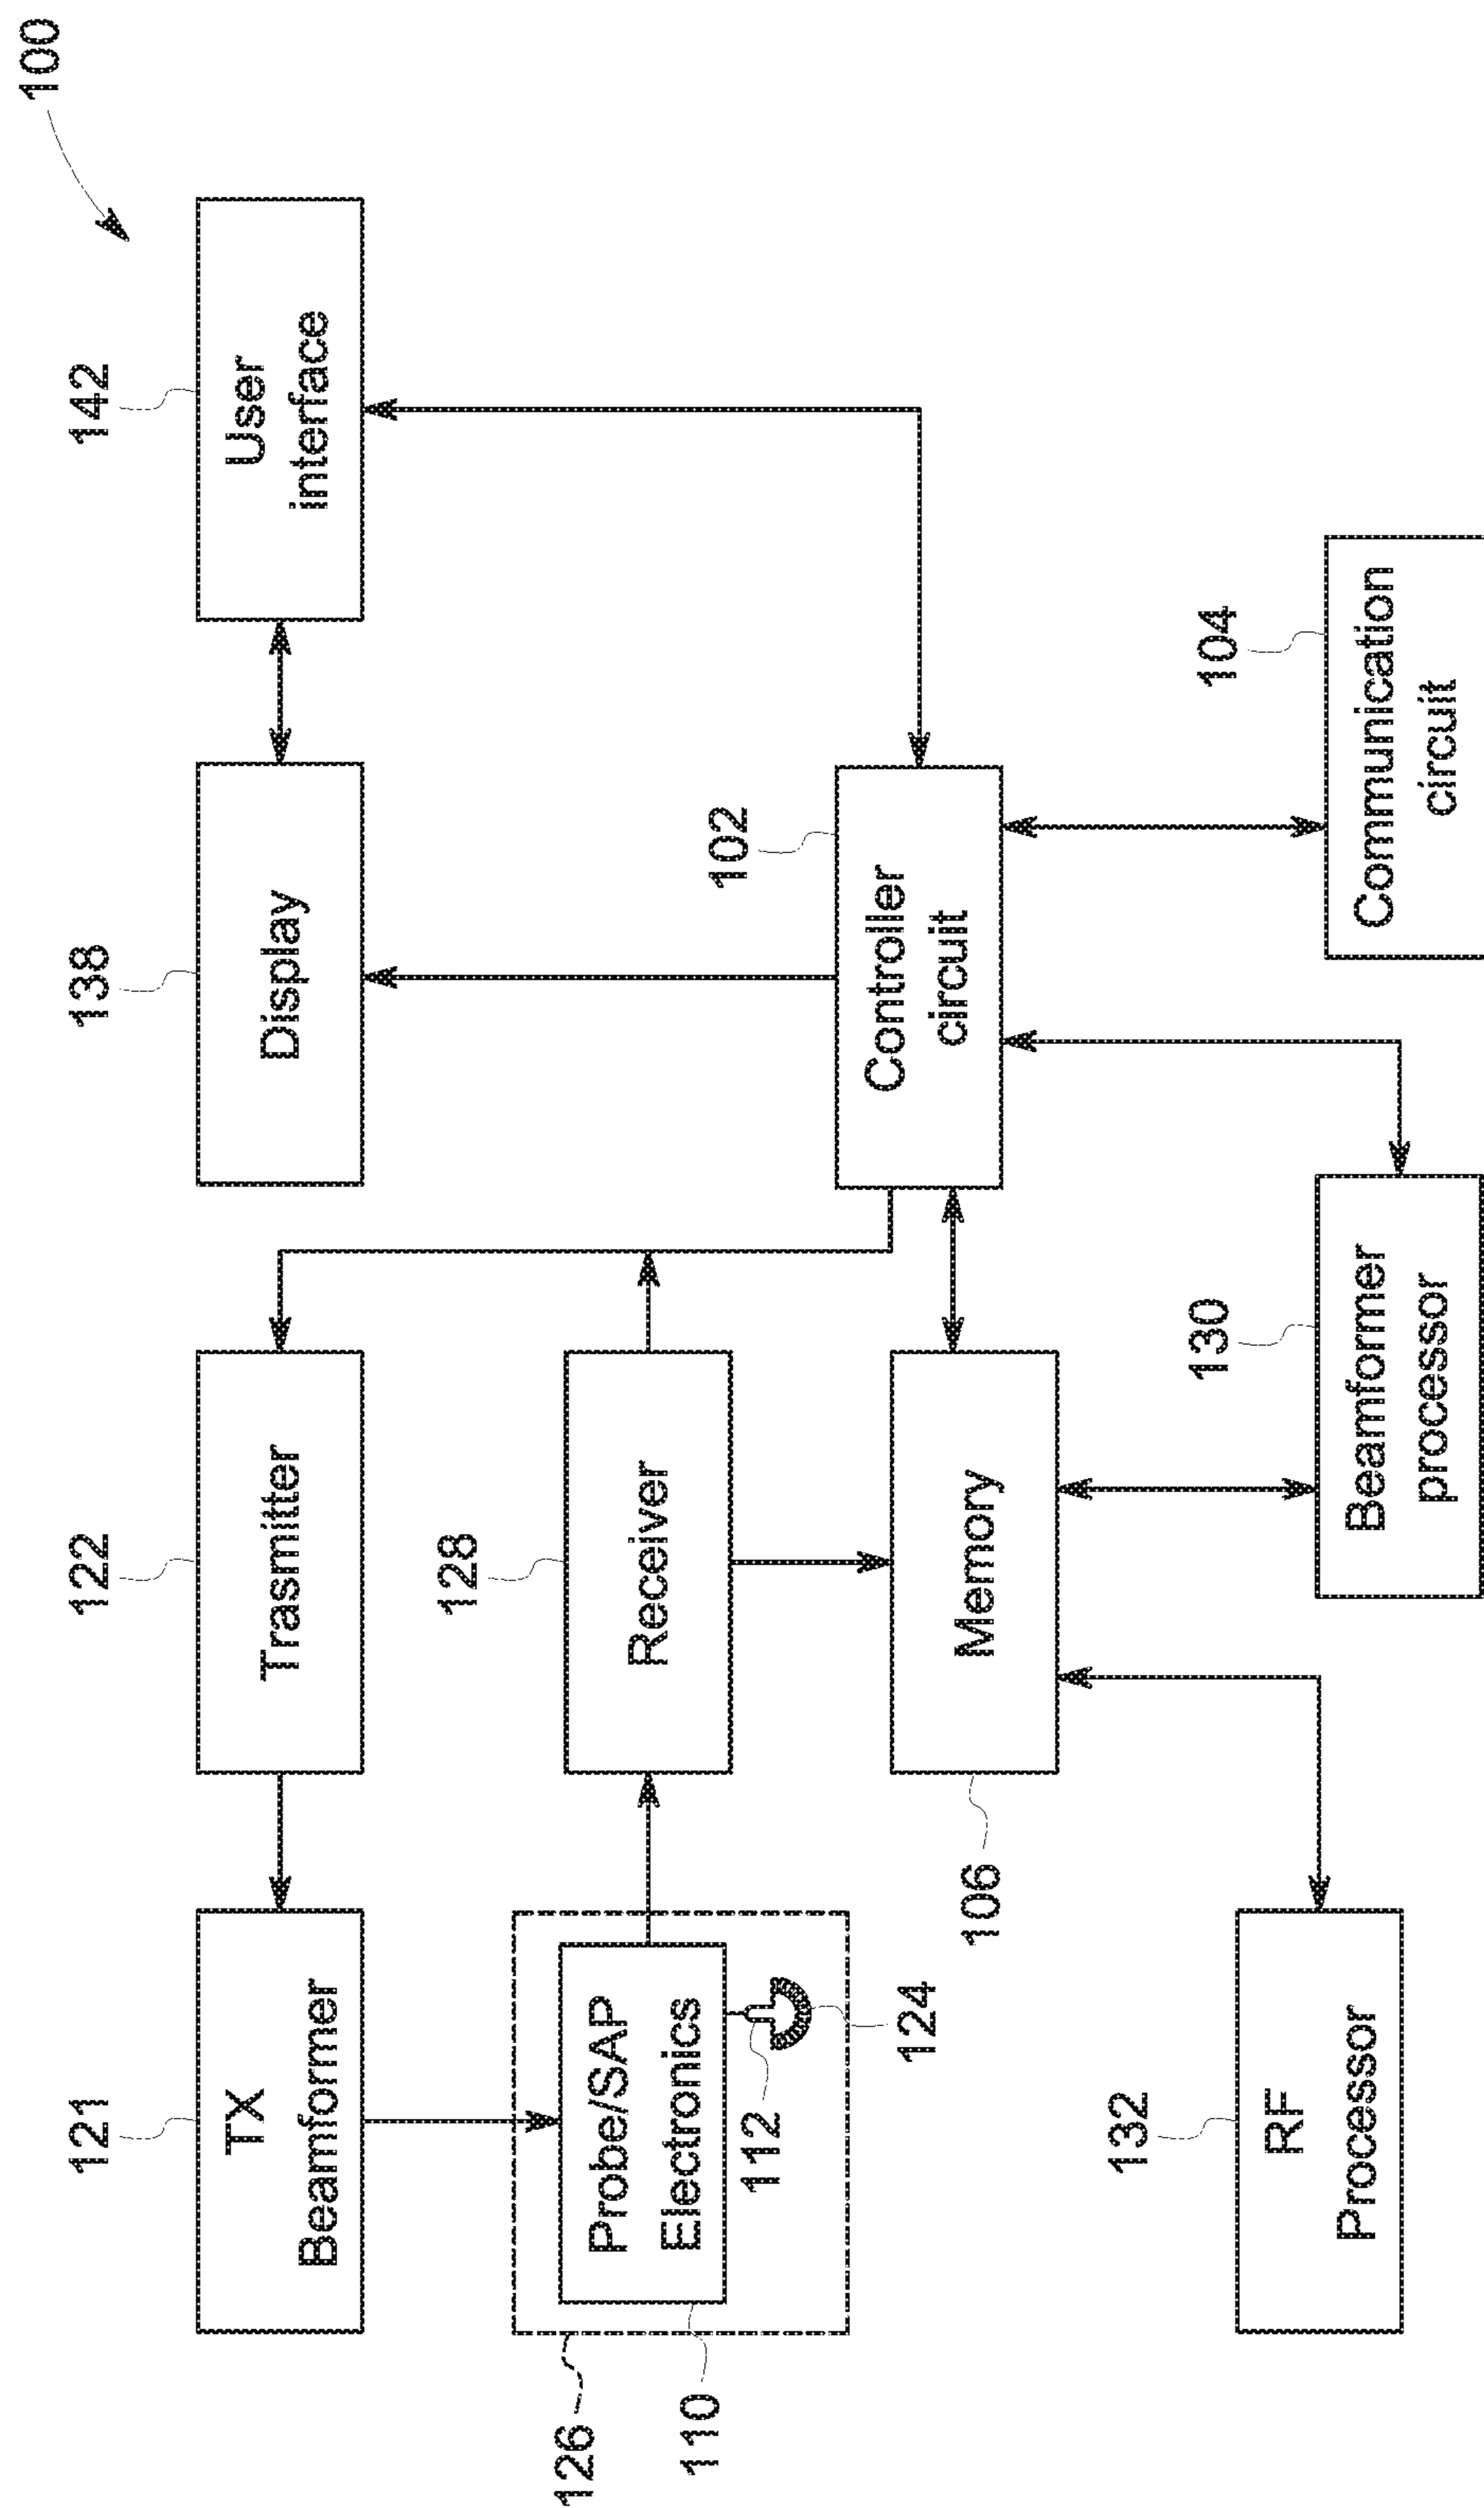 100
121
TX
Beamformer
122
Trasmitter
138
Display
142
User
interface
126
110
Probe/SAP
Electronics
112
124
128
Receiver
102
Controller
circuit
106
Memory
132
RF
Processor
130
Beamformer
processor
104
Communication
circuit